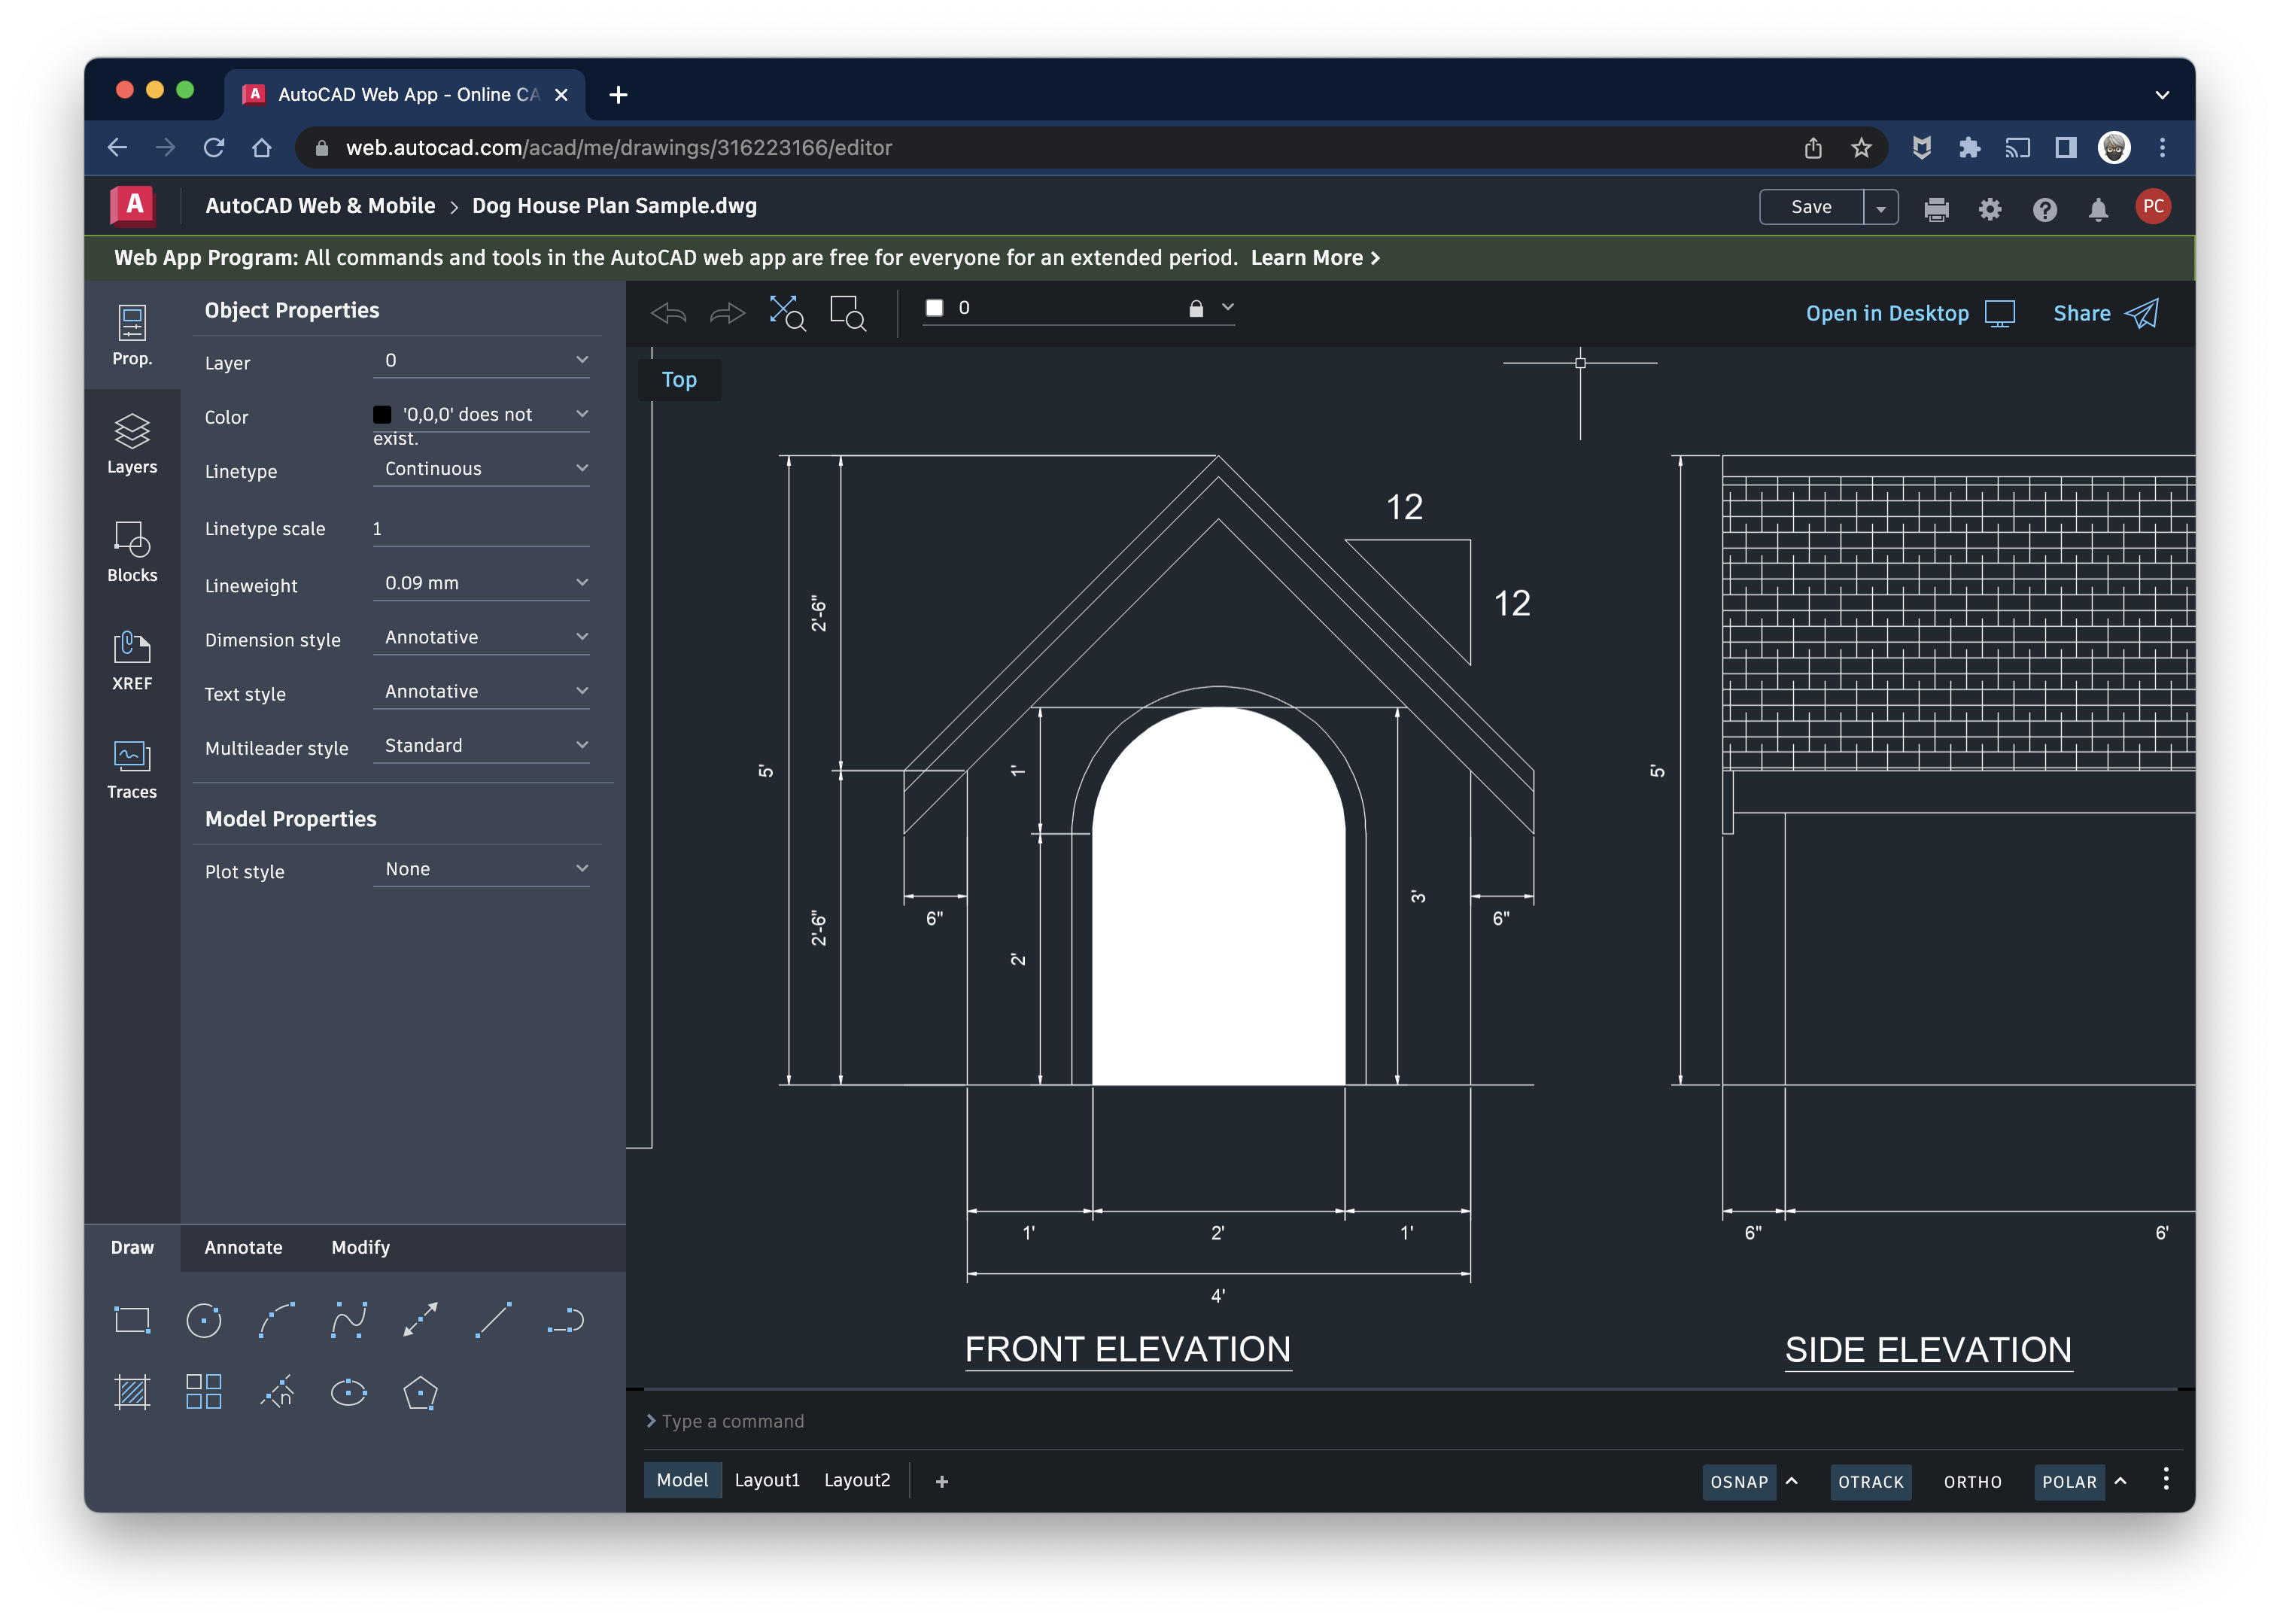 AutoCAD Web App - Online CA
web.autocad.com/acad/me/drawings/316223166/editor
A
AutoCAD Web & Mobile > Dog House Plan Sample.dwg
Save
PC
Web App Program: All commands and tools in the AutoCAD web app are free for everyone for an extended period. Learn More >
Prop.
Layers
Blocks
XREF
Traces
Object Properties
Layer 0
Color '0,0,0' does not
exist.
Linetype Continuous
Linetype scale 1
Lineweight 0.09 mm
Dimension style Annotative
Text style Annotative
Multileader style Standard
Model Properties
Plot style None
Draw Annotate Modify
n
0
Open in Desktop
Share
Top
12
12
2'-6"
5'
1'
5'
2'-6"
6"
3'
6"
2'
1' 2' 1'
4'
6" 6'
FRONT ELEVATION
SIDE ELEVATION
Type a command
Model Layout1 Layout2 +
OSNAP OTRACK ORTHO POLAR